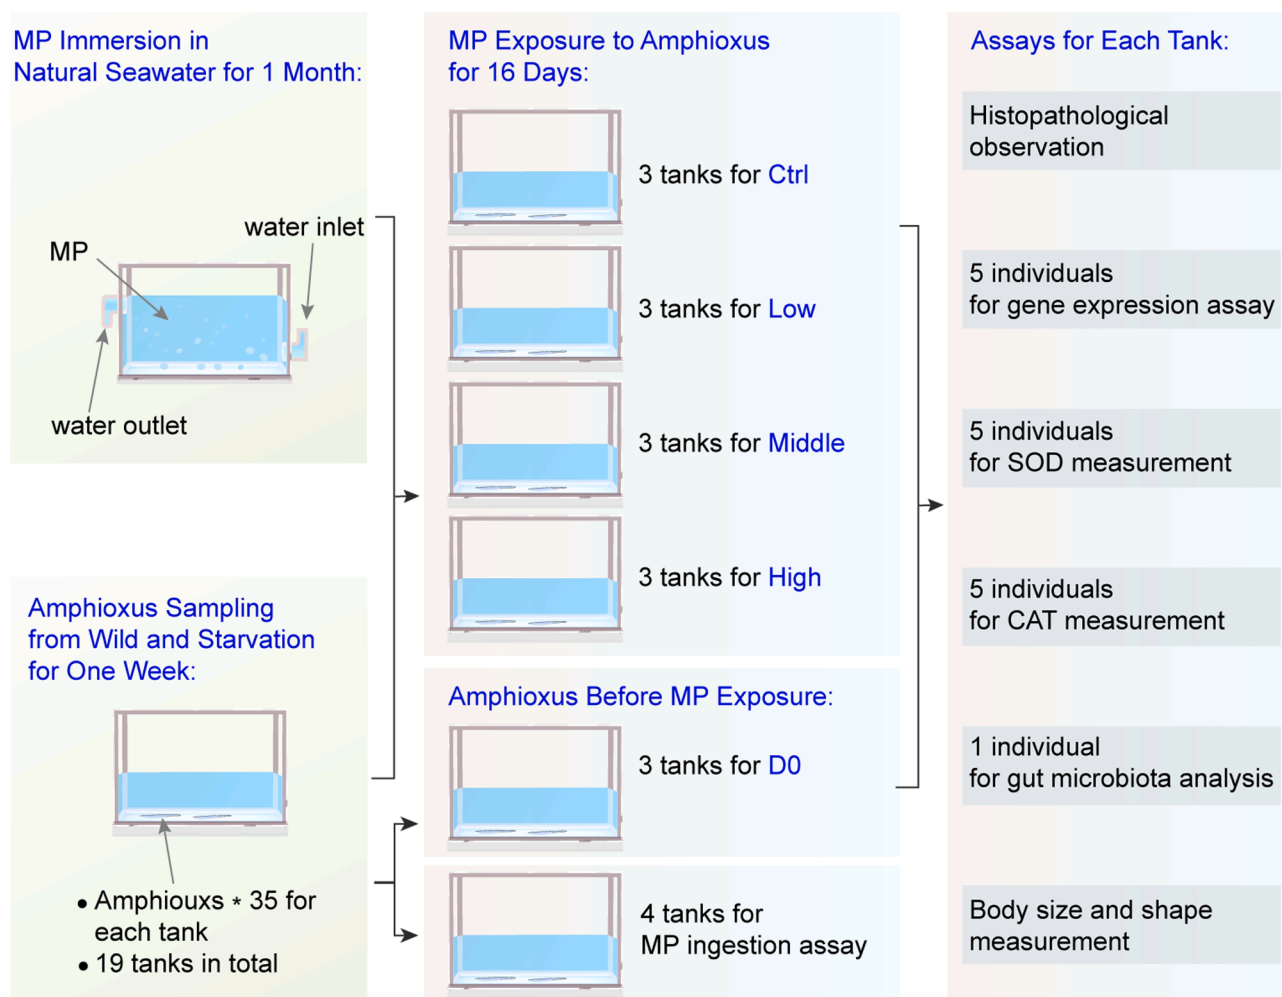 MP Immersion in
Natural Seawater for 1 Month:
water inlet
MP
water outlet
Amphioxus Sampling
from Wild and Starvation
for One Week:
• Amphiouxs * 35 for
each tank
• 19 tanks in total
MP Exposure to Amphioxus
for 16 Days:
3 tanks for Ctrl
3 tanks for Low
3 tanks for Middle
3 tanks for High
Amphioxus Before MP Exposure:
3 tanks for D0
4 tanks for
MP ingestion assay
Assays for Each Tank:
Histopathological
observation
5 individuals
for gene expression assay
5 individuals
for SOD measurement
5 individuals
for CAT measurement
1 individual
for gut microbiota analysis
Body size and shape
measurement